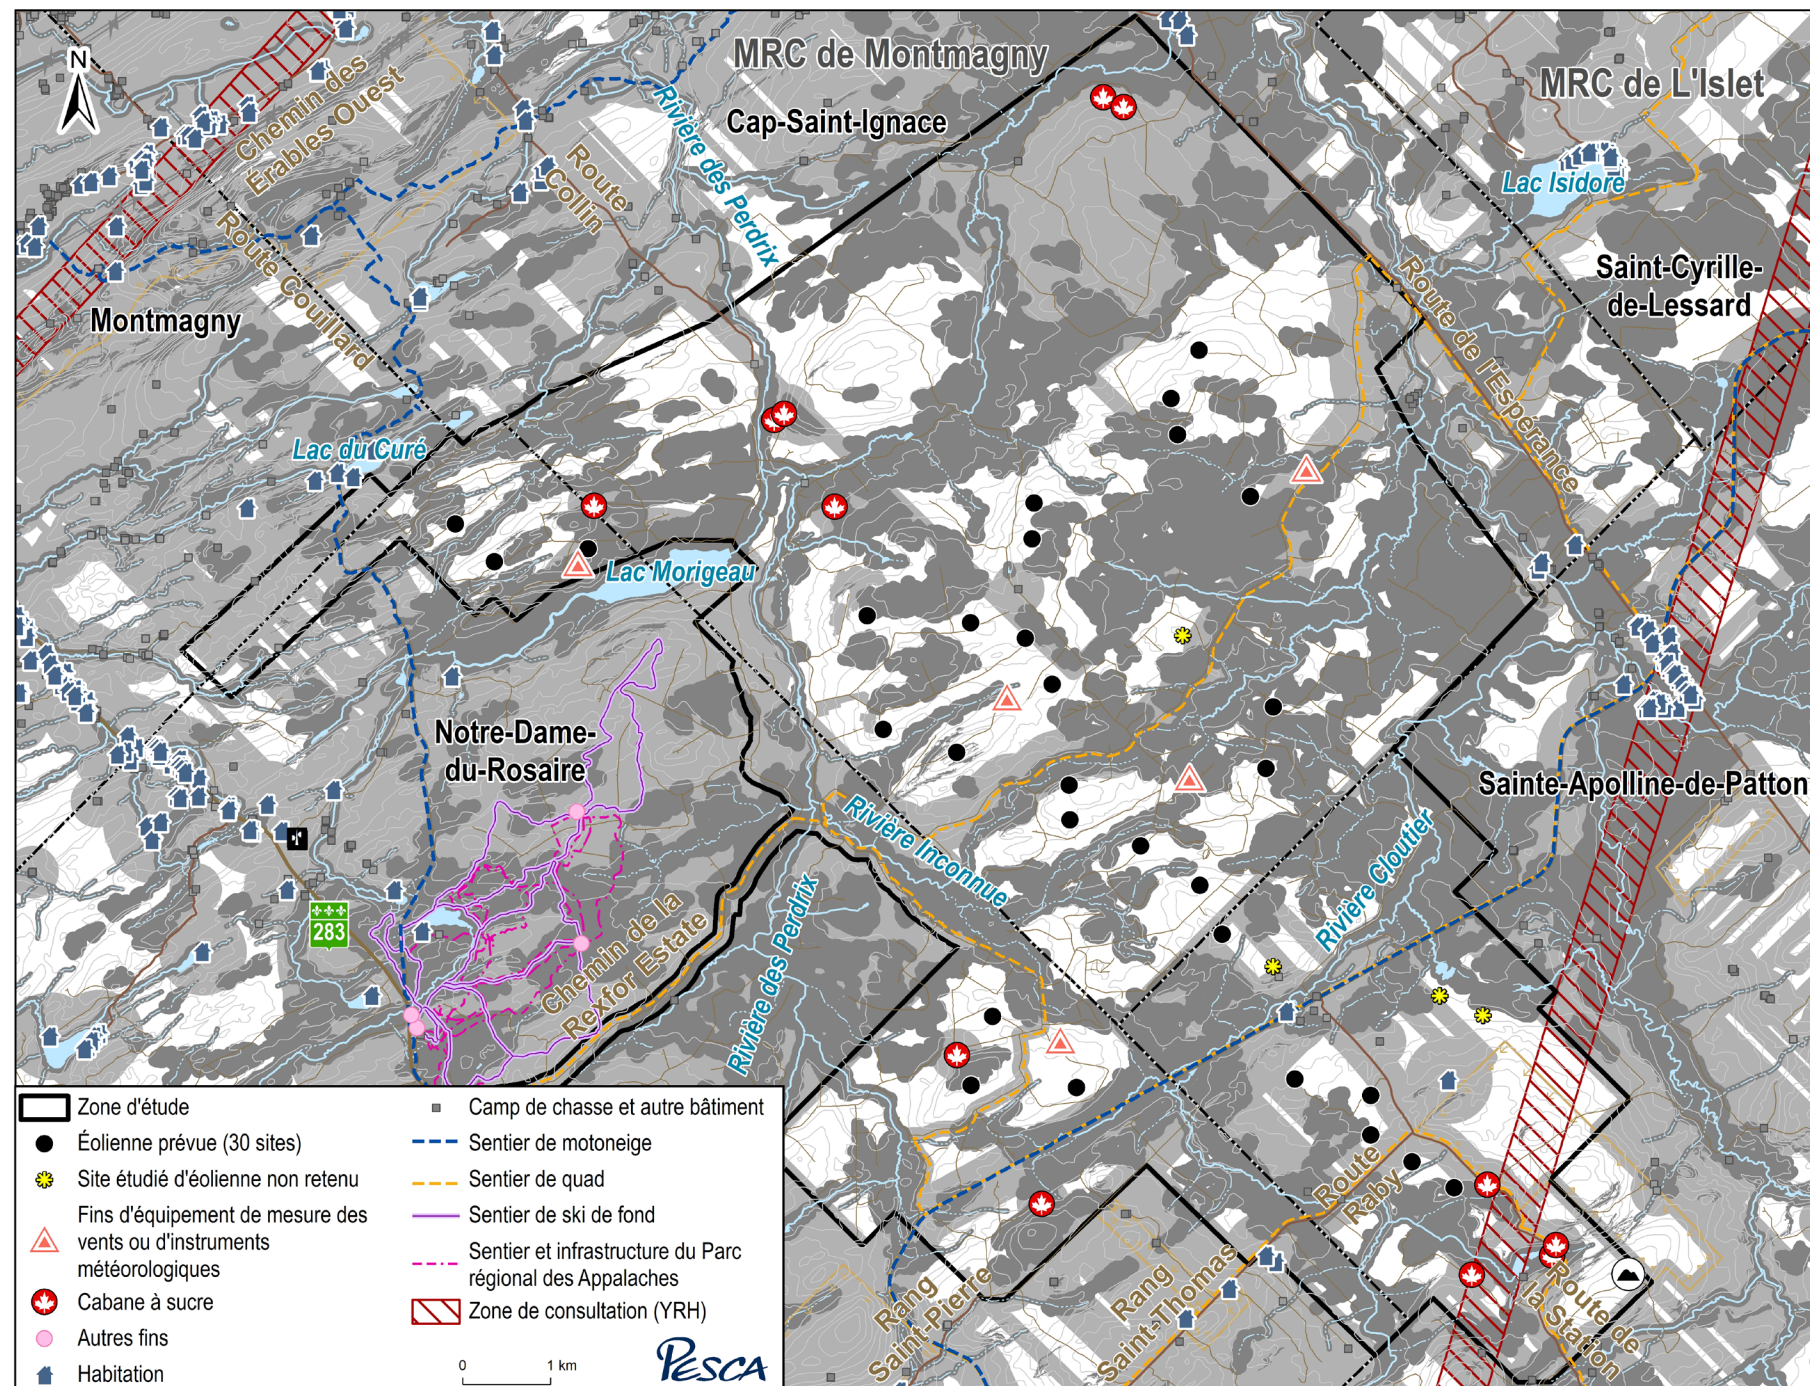 N
MRC de Montmagny
MRC de L'Islet
Cap-Saint-Ignace
Chemin des
Érables Ouest
Route
Collin
Rivière des Perdrix
Lac Isidore
Route Couillard
Montmagny
Route de l'Espérance
Saint-Cyrille-
de-Lessard
Lac du Curé
Lac Morigeau
Notre-Dame-
du-Rosaire
Sainte-Apolline-de-Patton
Rivière Inconnue
Rivière Cloutier
283
Chemin de la
Rexfor Estate
Rivière des Perdrix
Route
Raby
Rang
Saint-Pierre
Rang
Saint-Thomas
Route de
la Station
Zone d'étude
Éolienne prévue (30 sites)
Site étudié d'éolienne non retenu
Fins d'équipement de mesure des
vents ou d'instruments
météorologiques
Cabane à sucre
Autres fins
Habitation
Camp de chasse et autre bâtiment
Sentier de motoneige
Sentier de quad
Sentier de ski de fond
Sentier et infrastructure du Parc
régional des Appalaches
Zone de consultation (YRH)
0 1 km
PESCA